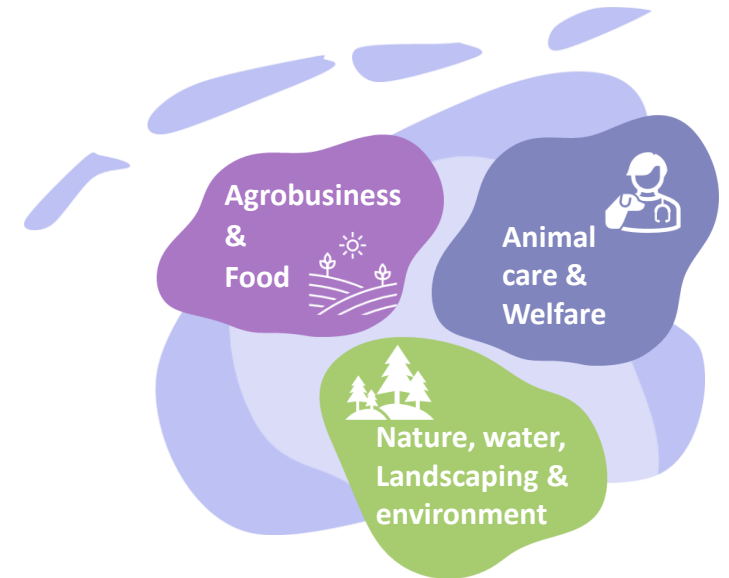 Agrobusiness
&
Food
Animal
care &
Welfare
Nature, water,
Landscaping &
environment